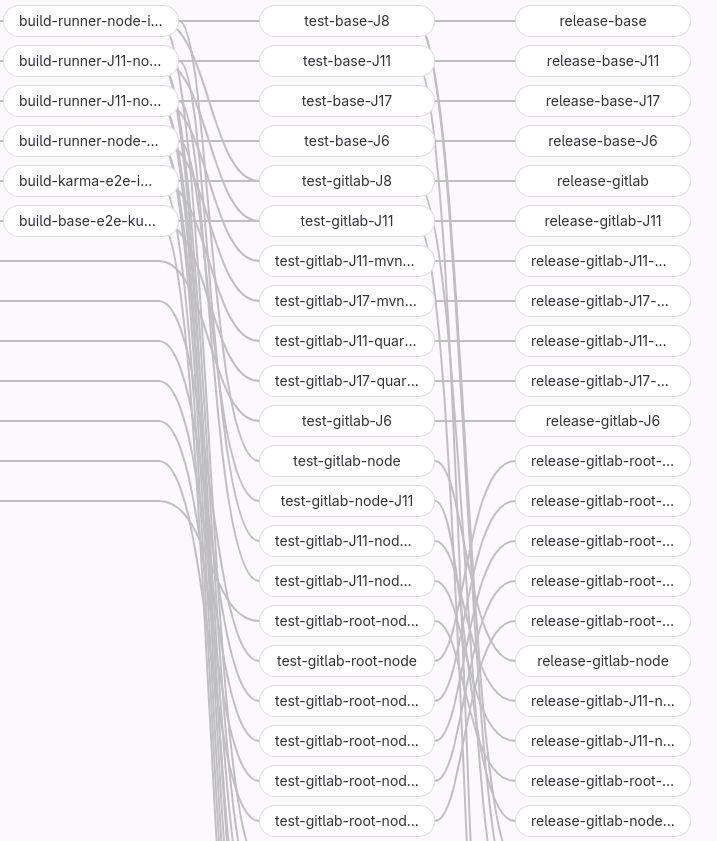 build-runner-node-i...
build-runner-J11-no...
build-runner-J11-no...
build-runner-node-...
build-karma-e2e-i...
build-base-e2e-ku...
test-base-J8
test-base-J11
test-base-J17
test-base-J6
test-gitlab-J8
test-gitlab-J11
test-gitlab-J11-mvn...
test-gitlab-J17-mvn...
test-gitlab-J11-quar...
test-gitlab-J17-quar...
test-gitlab-J6
test-gitlab-node
test-gitlab-node-J11
test-gitlab-J11-nod...
test-gitlab-J11-nod...
test-gitlab-root-nod...
test-gitlab-root-node
test-gitlab-root-nod...
test-gitlab-root-nod...
test-gitlab-root-nod...
test-gitlab-root-nod...
release-base
release-base-J11
release-base-J17
release-base-J6
release-gitlab
release-gitlab-J11
release-gitlab-J11-...
release-gitlab-J17-...
release-gitlab-J11-...
release-gitlab-J17-...
release-gitlab-J6
release-gitlab-root-...
release-gitlab-root-...
release-gitlab-root-...
release-gitlab-root-...
release-gitlab-root-...
release-gitlab-node
release-gitlab-J11-n...
release-gitlab-J11-n...
release-gitlab-root-...
release-gitlab-node...